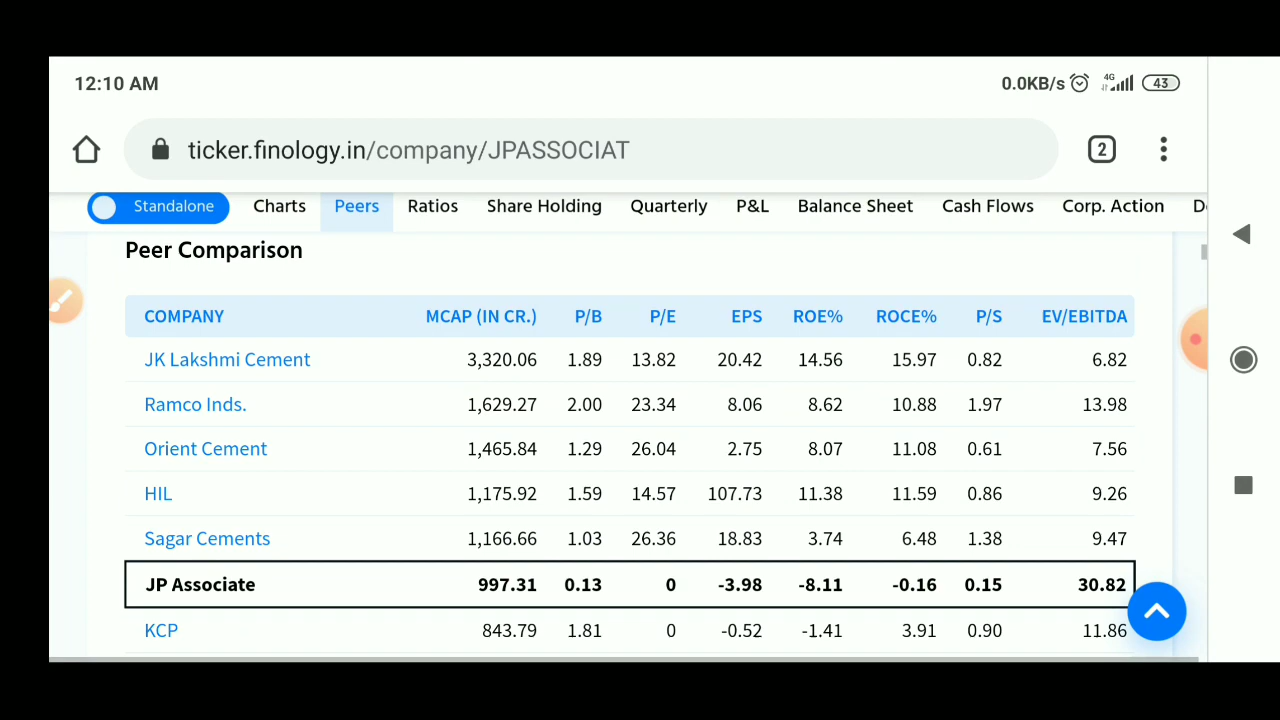 12:10 AM 0.0KB/s 4G 43
ticker.finology.in/company/JPASSOCIAT 2
Standalone Charts Peers Ratios Share Holding Quarterly P&L Balance Sheet Cash Flows Corp. Action D
Peer Comparison
COMPANY MCAP (IN CR.) P/B P/E EPS ROE% ROCE% P/S EV/EBITDA
JK Lakshmi Cement 3,320.06 1.89 13.82 20.42 14.56 15.97 0.82 6.82
Ramco Inds. 1,629.27 2.00 23.34 8.06 8.62 10.88 1.97 13.98
Orient Cement 1,465.84 1.29 26.04 2.75 8.07 11.08 0.61 7.56
HIL 1,175.92 1.59 14.57 107.73 11.38 11.59 0.86 9.26
Sagar Cements 1,166.66 1.03 26.36 18.83 3.74 6.48 1.38 9.47
JP Associate 997.31 0.13 0 -3.98 -8.11 -0.16 0.15 30.82
KCP 843.79 1.81 0 -0.52 -1.41 3.91 0.90 11.86